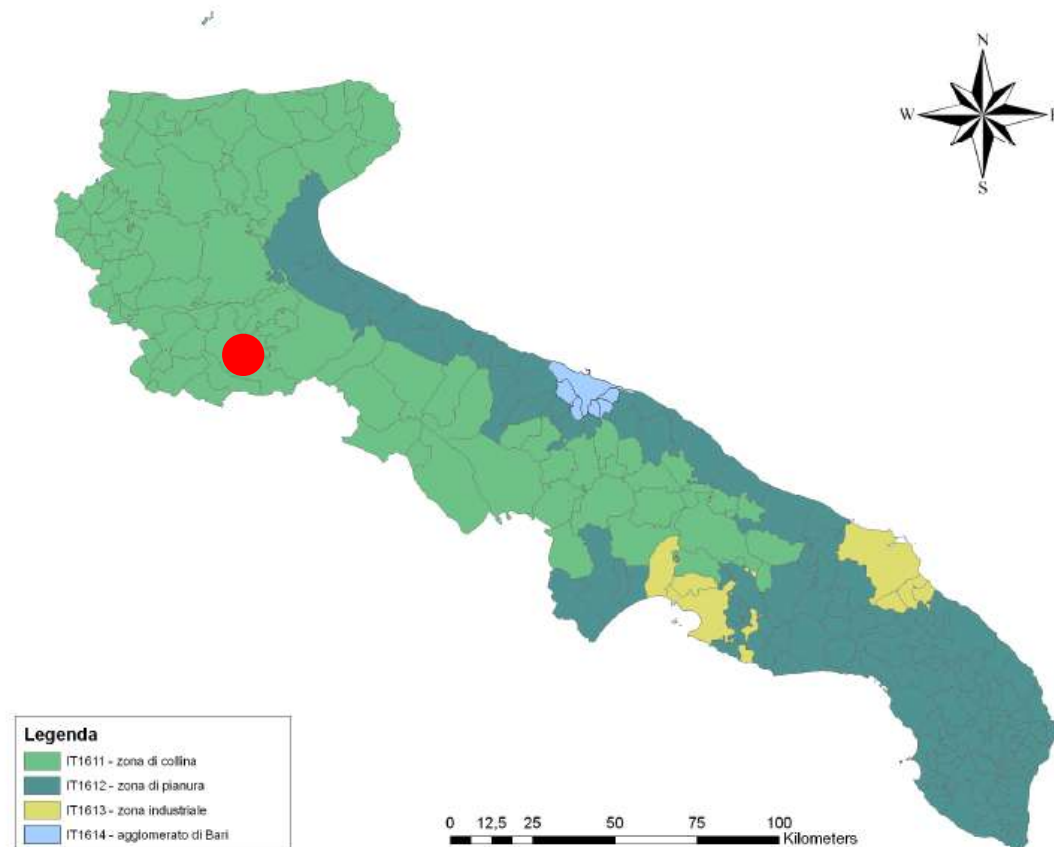 N
W
E
S
Legenda
IT1611 - zona di collina
IT1612 - zona di pianura
IT1613 - zona industriale
IT1614 - agglomerato di Bari
0 12,5 25 50 75 100
Kilometers